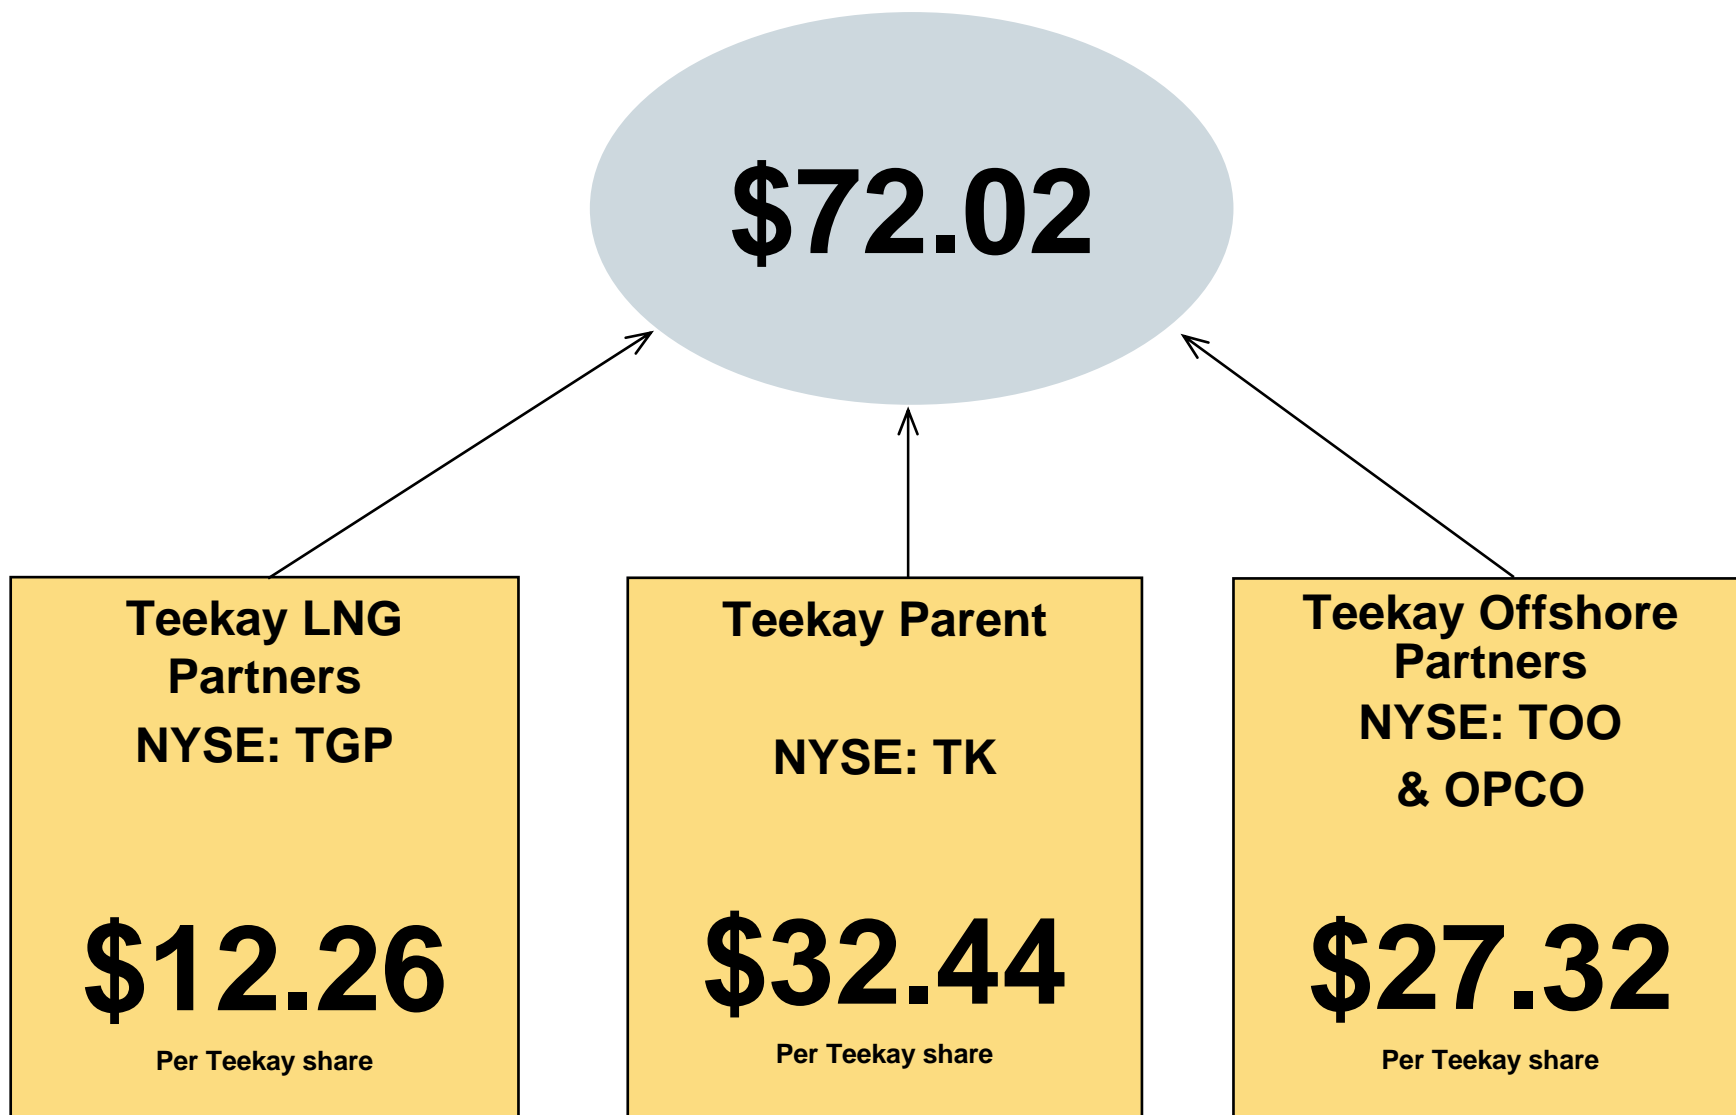 $72.02
Teekay LNG
Partners
NYSE: TGP
$12.26
Per Teekay share
Teekay Parent
NYSE: TK
$32.44
Per Teekay share
Teekay Offshore
Partners
NYSE: TOO
& OPCO
$27.32
Per Teekay share